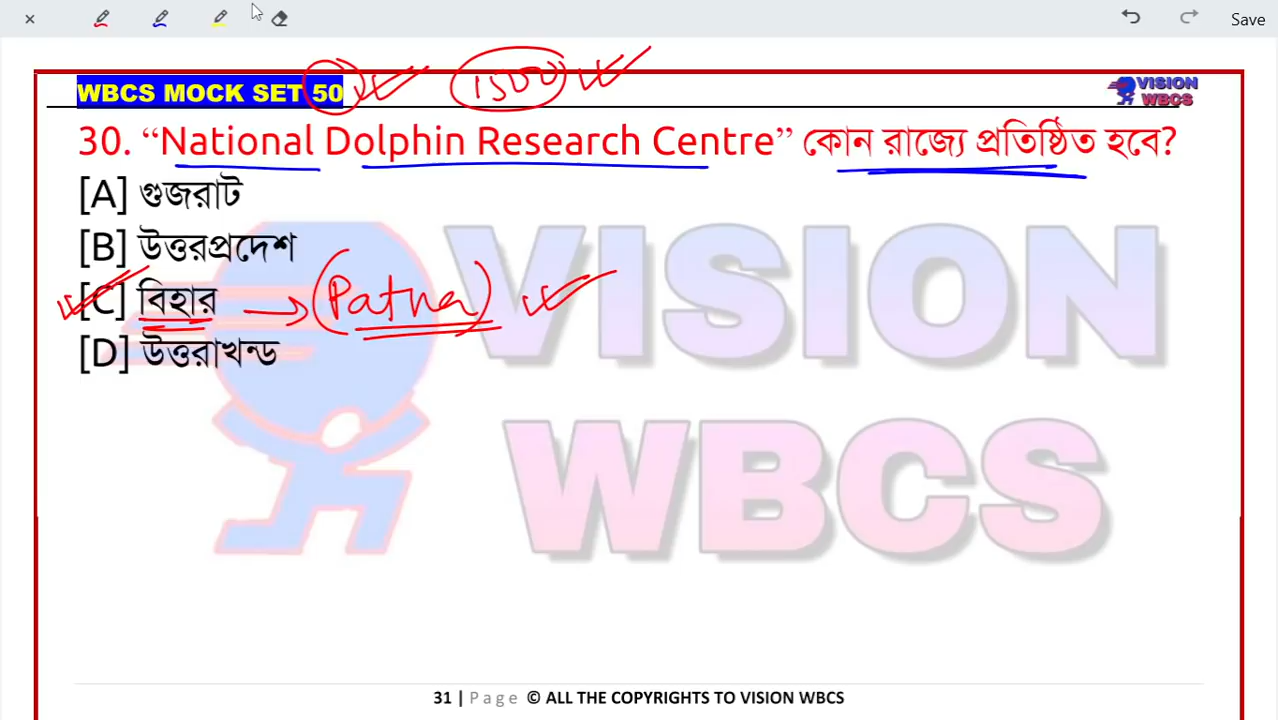 Save
1500
WBCS MOCK SET 50
VISION
WBCS
30. “National Dolphin Research Centre” কোন রাজ্যে প্রতিষ্ঠিত হবে?
[A] গুজরাট
[B] উত্তরপ্রদেশ
[C] বিহার → (Patna)
[D] উত্তরাখন্ড
VISION
WBCS
31 | Page © ALL THE COPYRIGHTS TO VISION WBCS